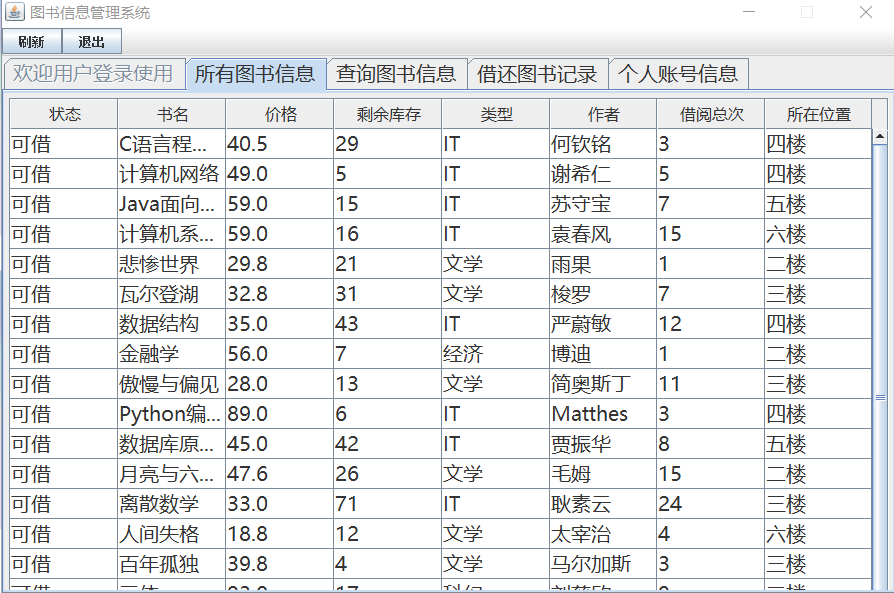 图书信息管理系统
刷新 退出
欢迎用户登录使用 所有图书信息 查询图书信息 借还图书记录 个人账号信息
状态 书名 价格 剩余库存 类型 作者 借阅总次 所在位置
可借 C语言程... 40.5 29 IT 何钦铭 3 四楼
可借 计算机网络 49.0 5 IT 谢希仁 5 四楼
可借 Java面向... 59.0 15 IT 苏守宝 7 五楼
可借 计算机系... 59.0 16 IT 袁春风 15 六楼
可借 悲惨世界 29.8 21 文学 雨果 1 二楼
可借 瓦尔登湖 32.8 31 文学 梭罗 7 三楼
可借 数据结构 35.0 43 IT 严蔚敏 12 四楼
可借 金融学 56.0 7 经济 博迪 1 二楼
可借 傲慢与偏见 28.0 13 文学 简奥斯丁 11 三楼
可借 Python编... 89.0 6 IT Matthes 3 四楼
可借 数据库原... 45.0 42 IT 贾振华 8 五楼
可借 月亮与六... 47.6 26 文学 毛姆 15 二楼
可借 离散数学 33.0 71 IT 耿素云 24 三楼
可借 人间失格 18.8 12 文学 太宰治 4 六楼
可借 百年孤独 39.8 4 文学 马尔加斯 3 三楼